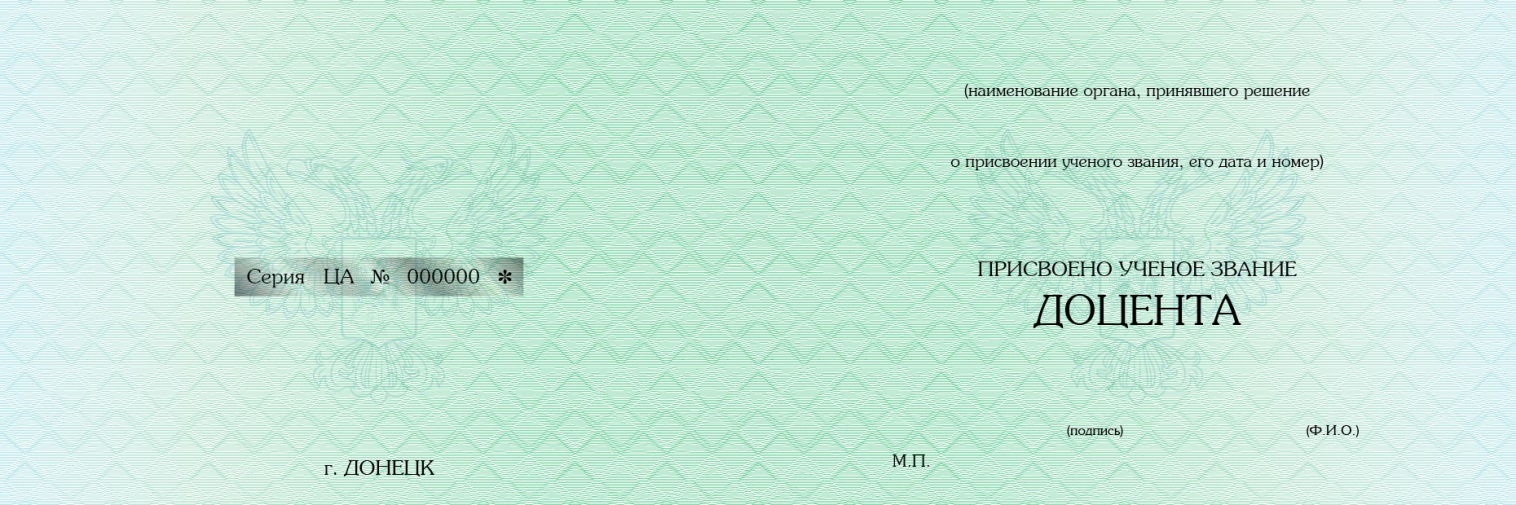 Серия ЦА № 000000 ✻
г. ДОНЕЦК
(наименование органа, принявшего решение
о присвоении ученого звания, его дата и номер)
ПРИСВОЕНО УЧЕНОЕ ЗВАНИЕ
ДОЦЕНТА
(подпись) (Ф.И.О.)
М.П.